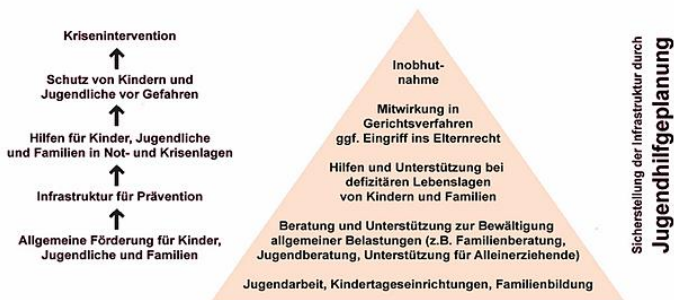 Krisenintervention
Schutz von Kindern und
Jugendliche vor Gefahren
Hilfen für Kinder, Jugendliche
und Familien in Not- und Krisenlagen
Infrastruktur für Prävention
Allgemeine Förderung für Kinder,
Jugendliche und Familien
Inobhut-
nahme
Mitwirkung in
Gerichtsverfahren
ggf. Eingriff ins Elternrecht
Hilfen und Unterstützung bei
defizitären Lebenslagen
von Kindern und Familien
Beratung und Unterstützung zur Bewältigung
allgemeiner Belastungen (z.B. Familienberatung,
Jugendberatung, Unterstützung für Alleinerziehende)
Jugendarbeit, Kindertageseinrichtungen, Familienbildung
Sicherstellung der Infrastruktur durch
Jugendhilfgeplanung